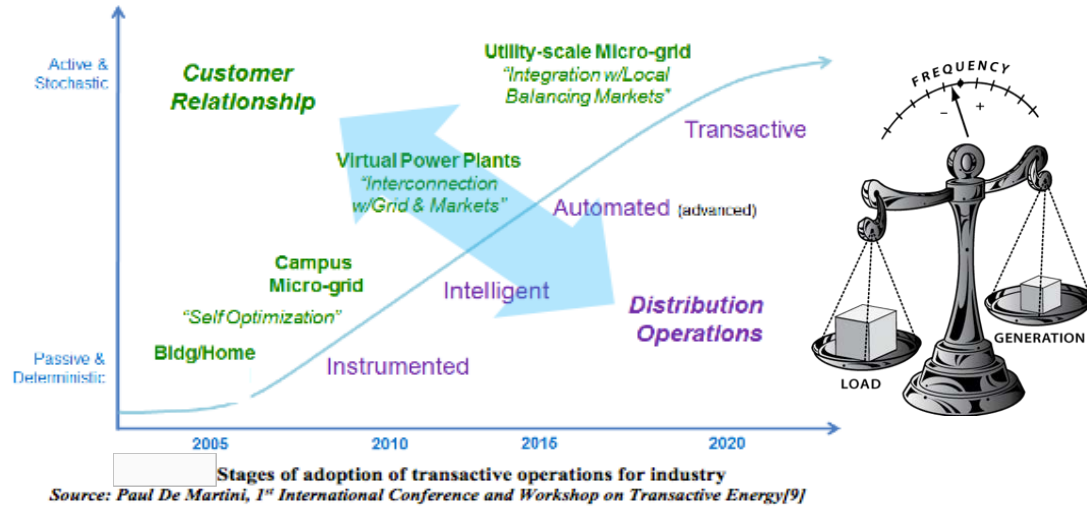 Active &
Stochastic
Customer
Relationship
Utility-scale Micro-grid
"Integration w/Local
Balancing Markets"
Transactive
Virtual Power Plants
"Interconnection
w/Grid & Markets"
Automated (advanced)
Campus
Micro-grid
Intelligent
"Self Optimization"
Distribution
Operations
Bldg/Home
Instrumented
Passive &
Deterministic
2005
2010
2015
2020
FREQUENCY
− +
GENERATION
LOAD
Stages of adoption of transactive operations for industry
Source: Paul De Martini, 1st International Conference and Workshop on Transactive Energy[9]